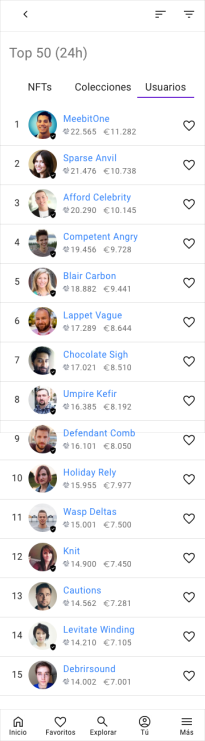 Top 50 (24h)
NFTs Colecciones Usuarios
1 MeebitOne
22.565 €11.282
2 Sparse Anvil
21.476 €10.738
3 Afford Celebrity
20.290 €10.145
4 Competent Angry
19.456 €9.728
5 Blair Carbon
18.882 €9.441
6 Lappet Vague
17.289 €8.644
7 Chocolate Sigh
17.021 €8.510
8 Umpire Kefir
16.385 €8.192
9 Defendant Comb
16.101 €8.050
10 Holiday Rely
15.955 €7.977
11 Wasp Deltas
15.001 €7.500
12 Knit
14.900 €7.450
13 Cautions
14.562 €7.281
14 Levitate Winding
14.210 €7.105
15 Debrirsound
14.002 €7.001
Inicio Favoritos Explorar Tú Más